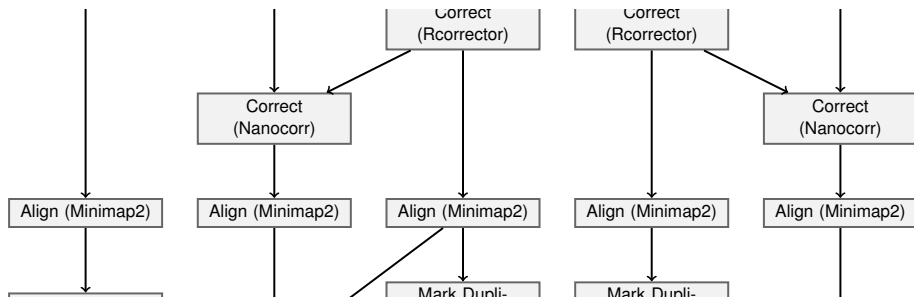 Correct
(Rcorrector)
Correct
(Rcorrector)
Correct
(Nanocorr)
Correct
(Nanocorr)
Align (Minimap2)
Align (Minimap2)
Align (Minimap2)
Align (Minimap2)
Align (Minimap2)
Mark Dupli-
Mark Dupli-